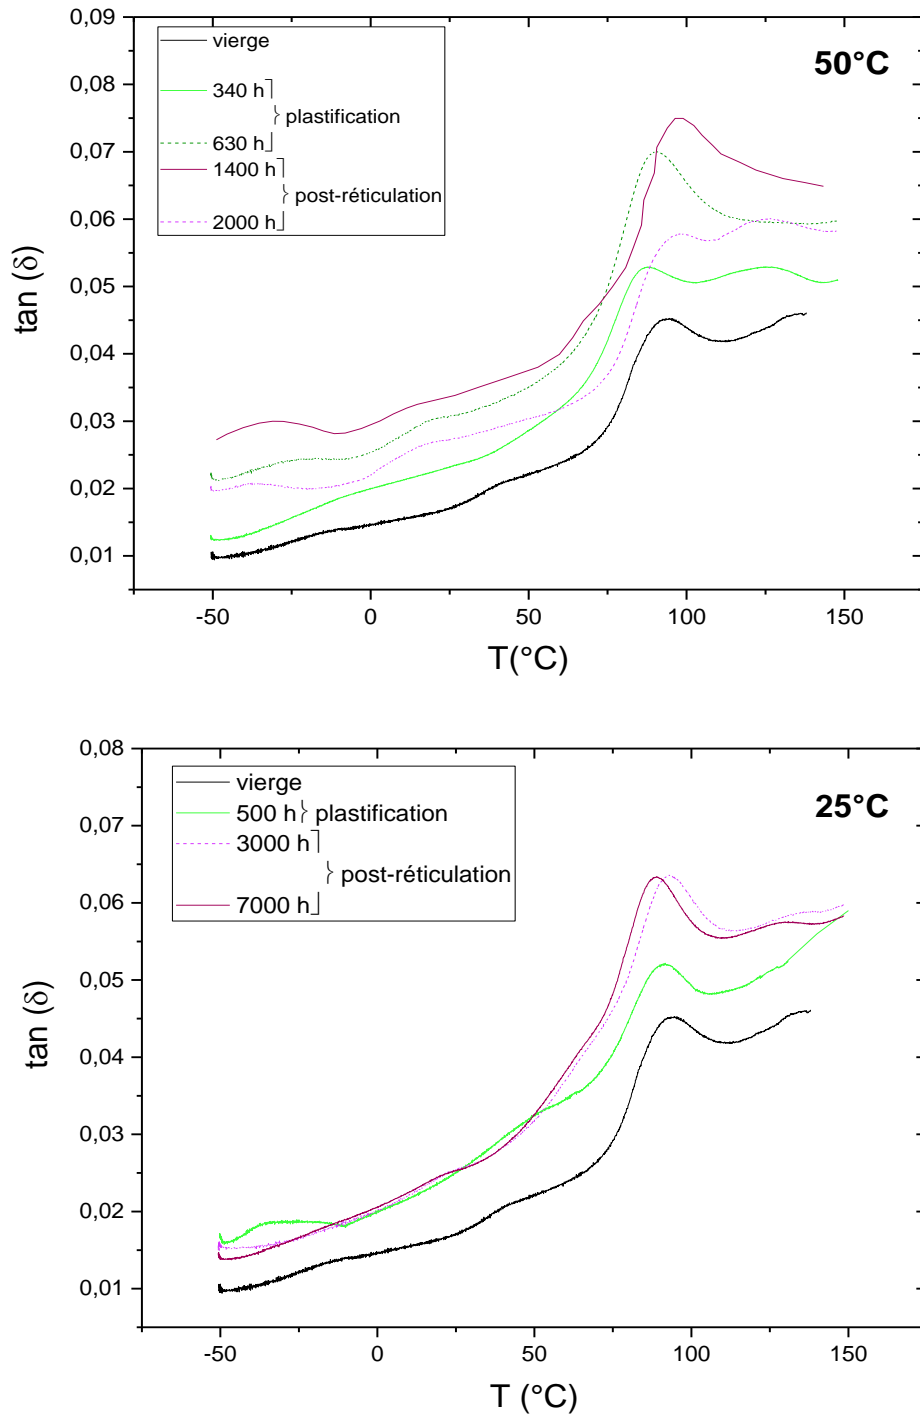 50°C
vierge
340 h⎤
} plastification
630 h⎦
1400 h⎤
} post-réticulation
2000 h⎦
0,09
0,08
0,07
0,06
0,05
0,04
0,03
0,02
0,01
tan (δ)
-50 0 50 100 150
T(°C)
25°C
vierge
500 h} plastification
3000 h⎤
} post-réticulation
7000 h⎦
0,08
0,07
0,06
0,05
0,04
0,03
0,02
0,01
tan (δ)
-50 0 50 100 150
T (°C)